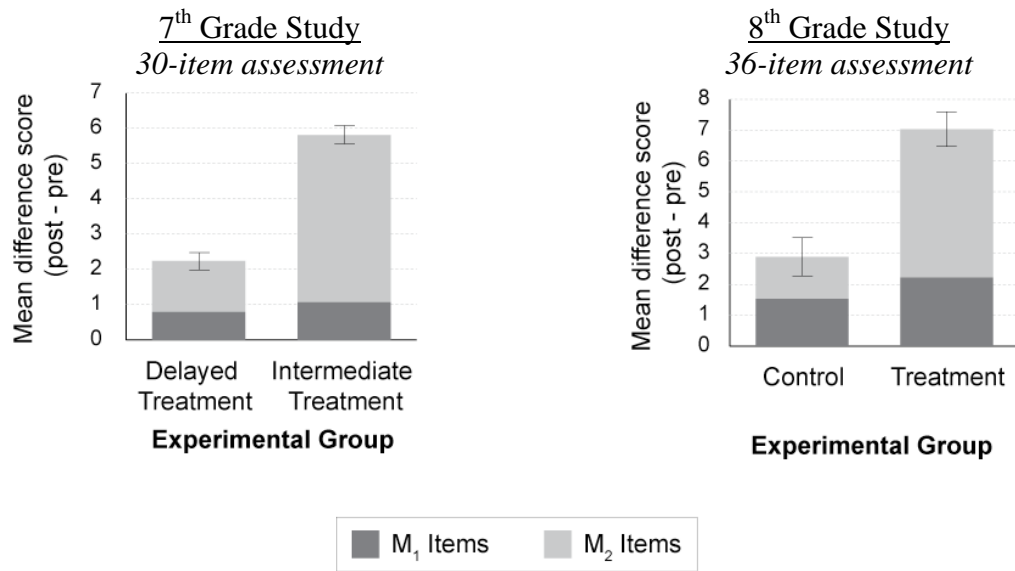 7th Grade Study
30-item assessment
7
6
5
4
3
2
1
0
Mean difference score
(post - pre)
Delayed
Treatment
Intermediate
Treatment
Experimental Group
8th Grade Study
36-item assessment
8
7
6
5
4
3
2
1
0
Mean difference score
(post - pre)
Control
Treatment
Experimental Group
M1 Items
M2 Items